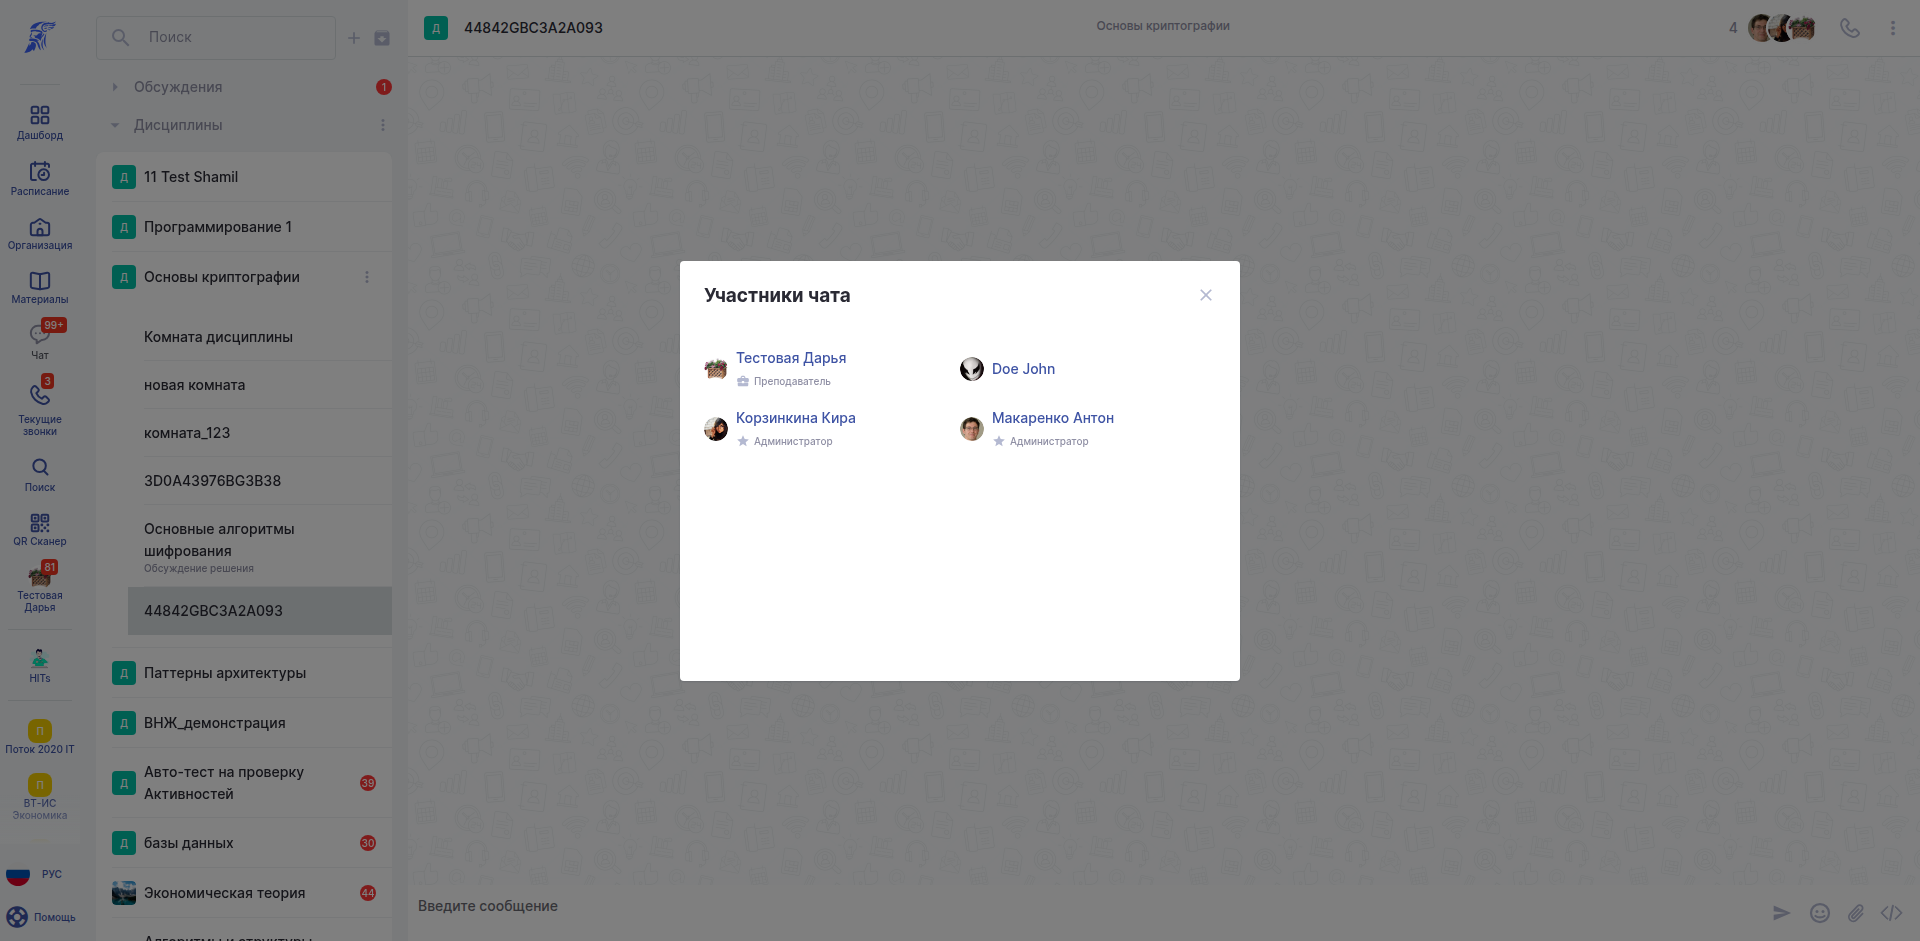 Дашборд
Расписание
Организация
Материалы
99+
Чат
3
Текущие
звонки
Поиск
QR Сканер
81
Тестовая
Дарья
HITs
П
Поток 2020 IT
П
ВТ-ИС
Экономика
РУС
Помощь
Поиск
Обсуждения
1
Дисциплины
Д 11 Test Shamil
Д Программирование 1
Д Основы криптографии
Комната дисциплины
новая комната
комната_123
3D0A43976BG3B38
Основные алгоритмы
шифрования
Обсуждение решения
44842GBC3A2A093
Д Паттерны архитектуры
Д ВНЖ_демонстрация
Д Авто-тест на проверку
Активностей
39
Д базы данных 30
Экономическая теория 44
Алгоритмы и структуры
Д 44842GBC3A2A093
Основы криптографии
4
Участники чата
Тестовая Дарья
Преподаватель
Doe John
Корзинкина Кира
Администратор
Макаренко Антон
Администратор
Введите сообщение